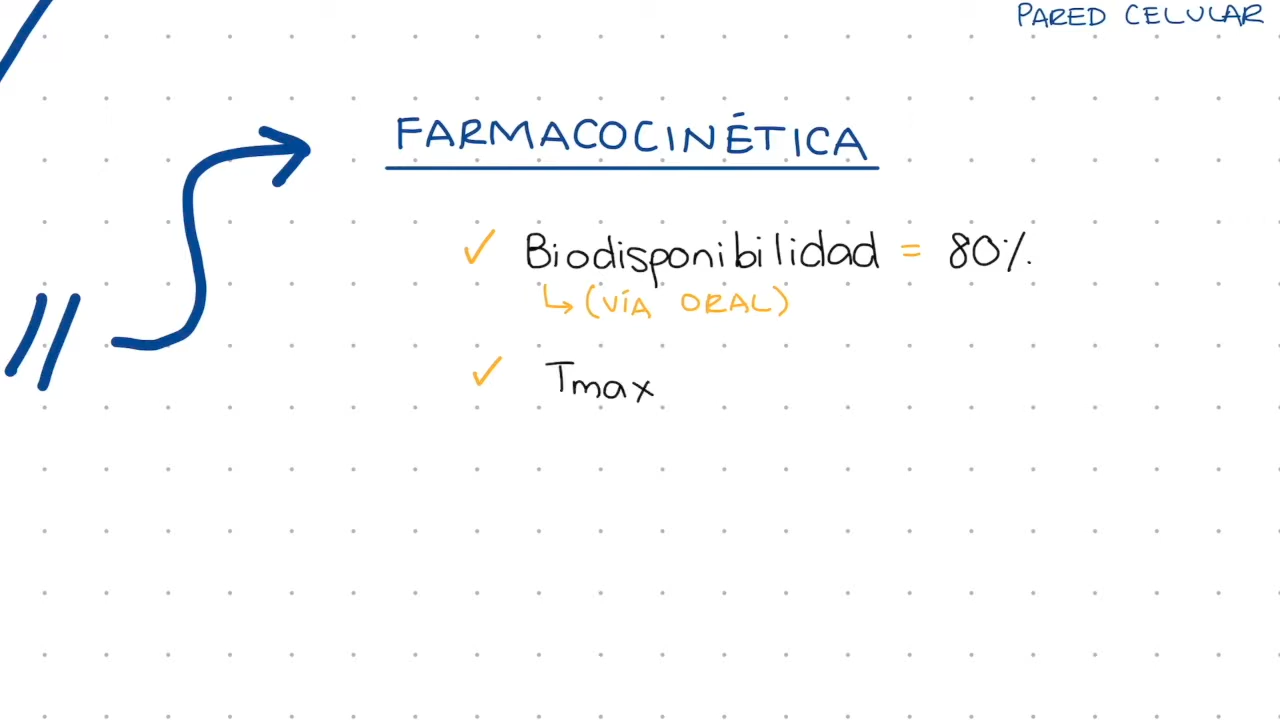 PARED CELULAR
FARMACOCINÉTICA
✓ Biodisponibilidad = 80%.
↳ (VÍA ORAL)
✓ Tmax